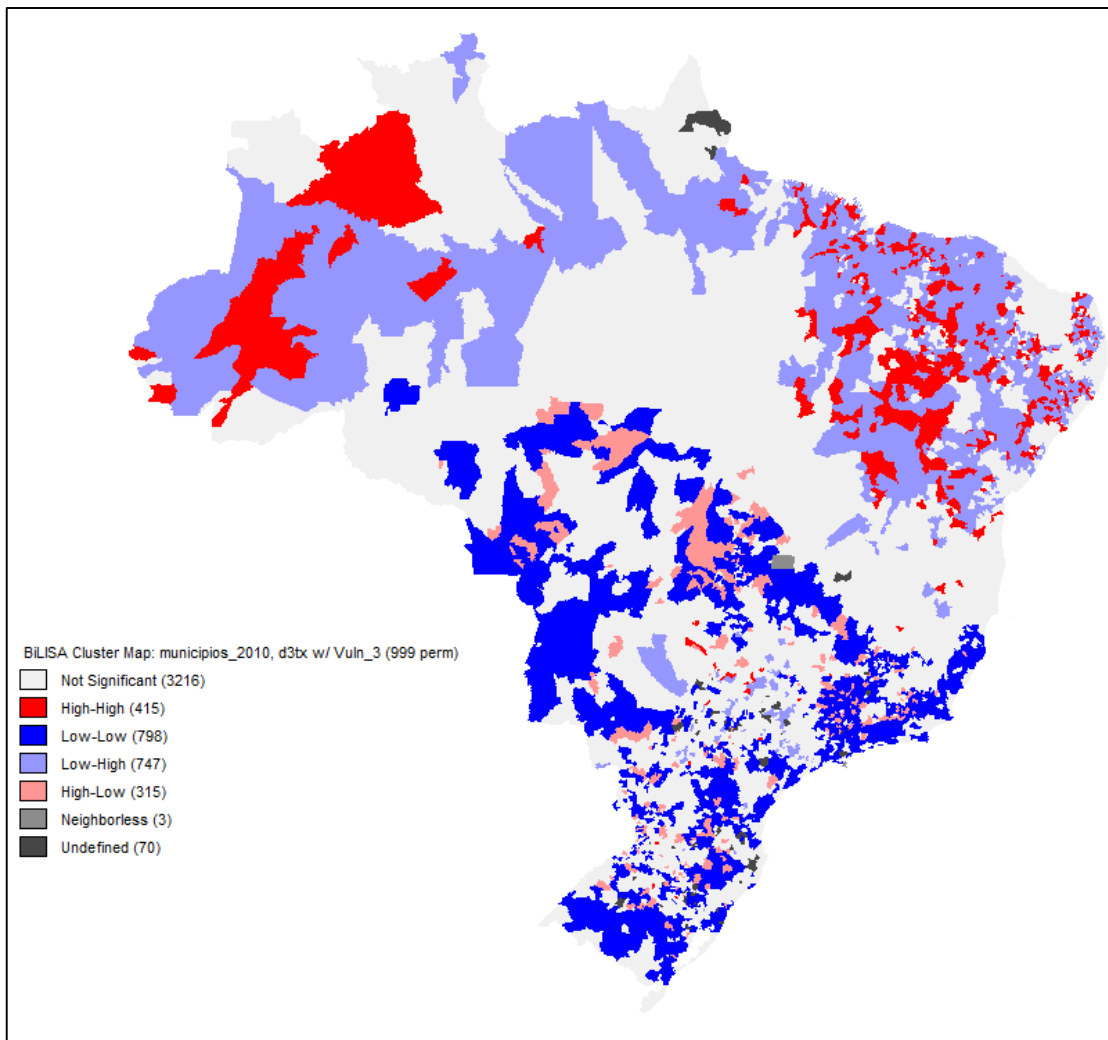 BiLISA Cluster Map: municipios_2010, d3tx w/ Vuln_3 (999 perm)
Not Significant (3216)
High-High (415)
Low-Low (798)
Low-High (747)
High-Low (315)
Neighborless (3)
Undefined (70)